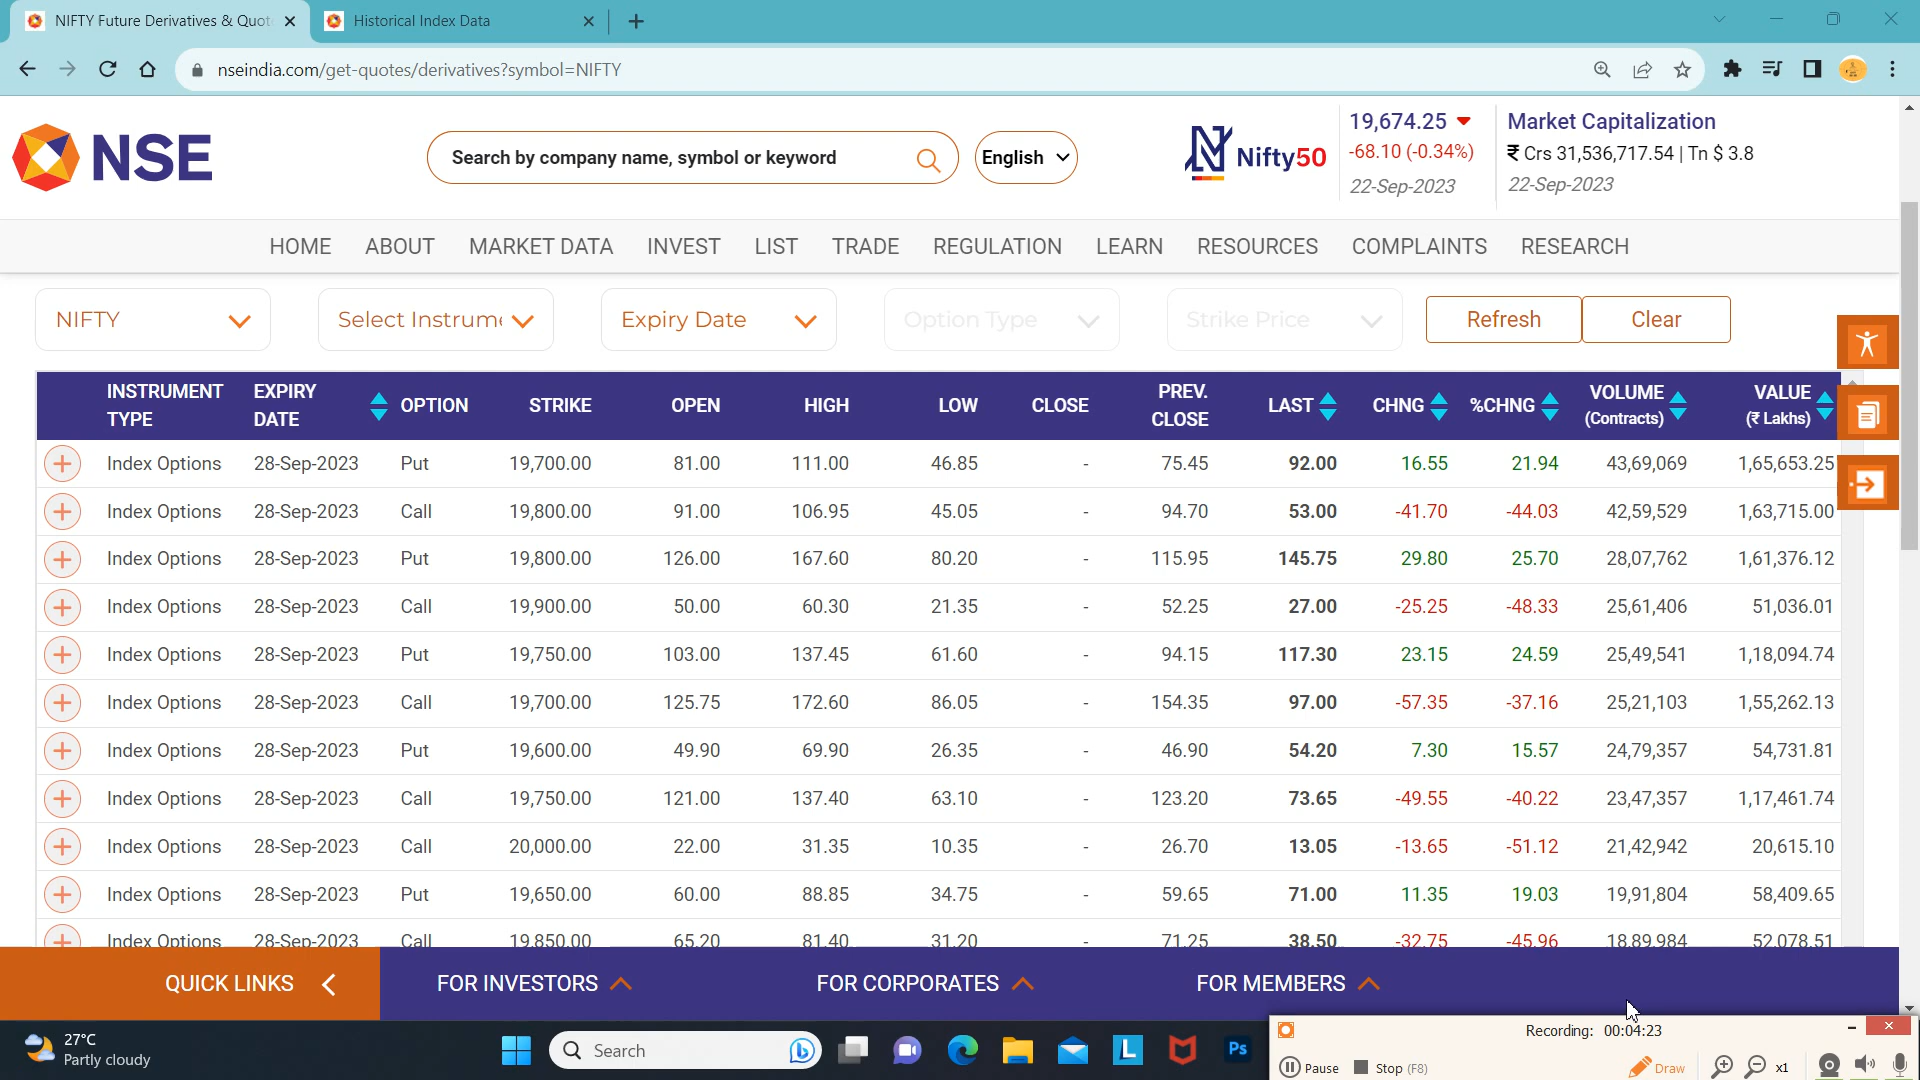 NIFTY Future Derivatives & Quot
Historical Index Data
nseindia.com/get-quotes/derivatives?symbol=NIFTY
NSE
Search by company name, symbol or keyword
English
Nifty50
19,674.25
-68.10 (-0.34%)
22-Sep-2023
Market Capitalization
₹ Crs 31,536,717.54 | Tn $ 3.8
22-Sep-2023
HOME ABOUT MARKET DATA INVEST LIST TRADE REGULATION LEARN RESOURCES COMPLAINTS RESEARCH
NIFTY Select Instrum Expiry Date Option Type Strike Price Refresh Clear
INSTRUMENT TYPE EXPIRY DATE OPTION STRIKE OPEN HIGH LOW CLOSE PREV. CLOSE LAST CHNG %CHNG VOLUME (Contracts) VALUE (₹ Lakhs)
Index Options 28-Sep-2023 Put 19,700.00 81.00 111.00 46.85 - 75.45 92.00 16.55 21.94 43,69,069 1,65,653.25
Index Options 28-Sep-2023 Call 19,800.00 91.00 106.95 45.05 - 94.70 53.00 -41.70 -44.03 42,59,529 1,63,715.00
Index Options 28-Sep-2023 Put 19,800.00 126.00 167.60 80.20 - 115.95 145.75 29.80 25.70 28,07,762 1,61,376.12
Index Options 28-Sep-2023 Call 19,900.00 50.00 60.30 21.35 - 52.25 27.00 -25.25 -48.33 25,61,406 51,036.01
Index Options 28-Sep-2023 Put 19,750.00 103.00 137.45 61.60 - 94.15 117.30 23.15 24.59 25,49,541 1,18,094.74
Index Options 28-Sep-2023 Call 19,700.00 125.75 172.60 86.05 - 154.35 97.00 -57.35 -37.16 25,21,103 1,55,262.13
Index Options 28-Sep-2023 Put 19,600.00 49.90 69.90 26.35 - 46.90 54.20 7.30 15.57 24,79,357 54,731.81
Index Options 28-Sep-2023 Call 19,750.00 121.00 137.40 63.10 - 123.20 73.65 -49.55 -40.22 23,47,357 1,17,461.74
Index Options 28-Sep-2023 Call 20,000.00 22.00 31.35 10.35 - 26.70 13.05 -13.65 -51.12 21,42,942 20,615.10
Index Options 28-Sep-2023 Put 19,650.00 60.00 88.85 34.75 - 59.65 71.00 11.35 19.03 19,91,804 58,409.65
Index Options 28-Sep-2023 Call 19,850.00 65.20 81.40 31.20 - 71.25 38.50 -32.75 -45.96 18,89,984 52,078.51
QUICK LINKS FOR INVESTORS FOR CORPORATES FOR MEMBERS
27°C
Partly cloudy
Search
L
Ps
Recording: 00:04:23
Pause Stop (F8) Draw x1